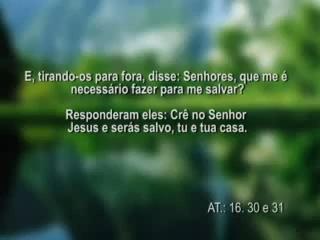 E, tirando-os para fora, disse: Senhores, que me é
necessário fazer para me salvar?
Responderam eles: Crê no Senhor
Jesus e serás salvo, tu e tua casa.
AT.: 16. 30 e 31